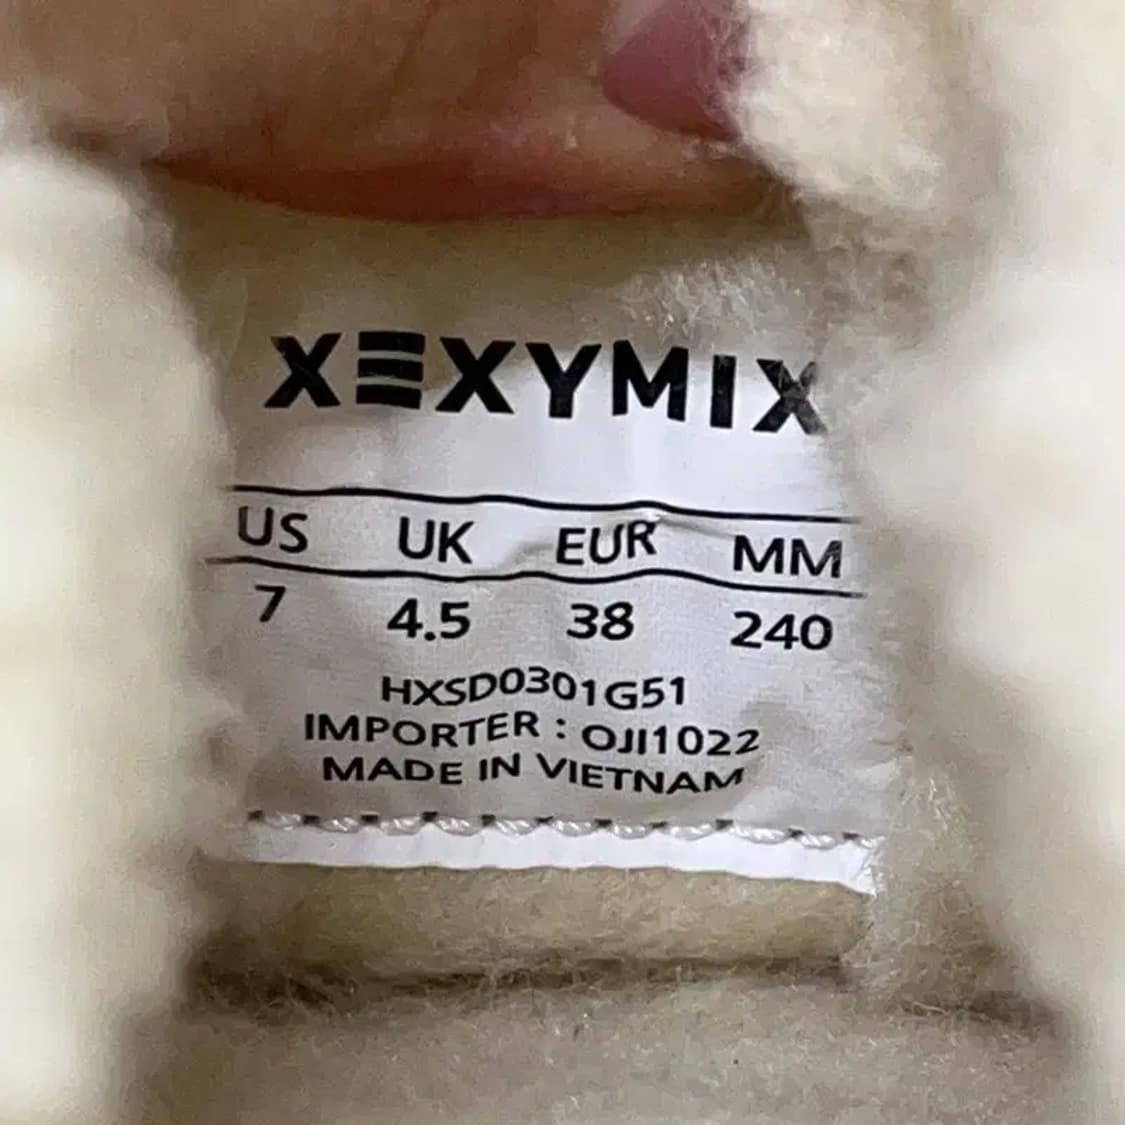 XEXYMIX
US UK EUR MM
7 4.5 38 240
HXSD0301G51
IMPORTER : OJI1022
MADE IN VIETNAM